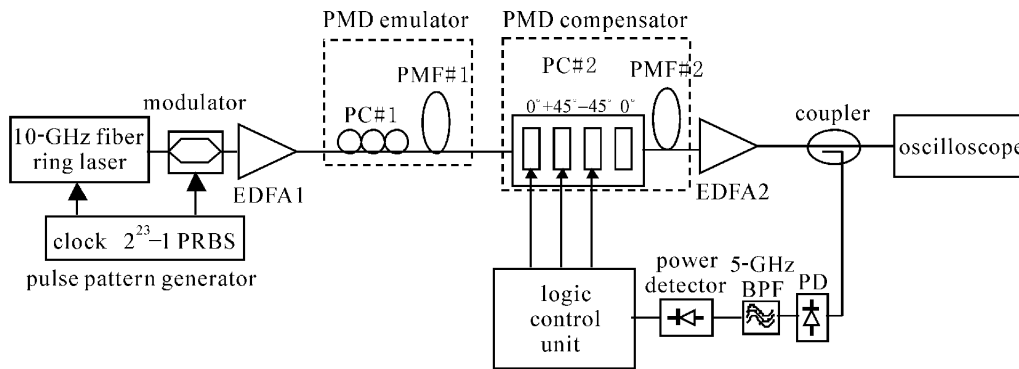 PMD emulator
PMD compensator
PC#2
PMF#2
PMF#1
modulator
PC#1
0°+45°−45° 0°
coupler
10-GHz fiber
ring laser
oscilloscope
EDFA1
EDFA2
clock 2^23−1 PRBS
pulse pattern generator
power
detector
5-GHz
BPF
PD
logic
control
unit